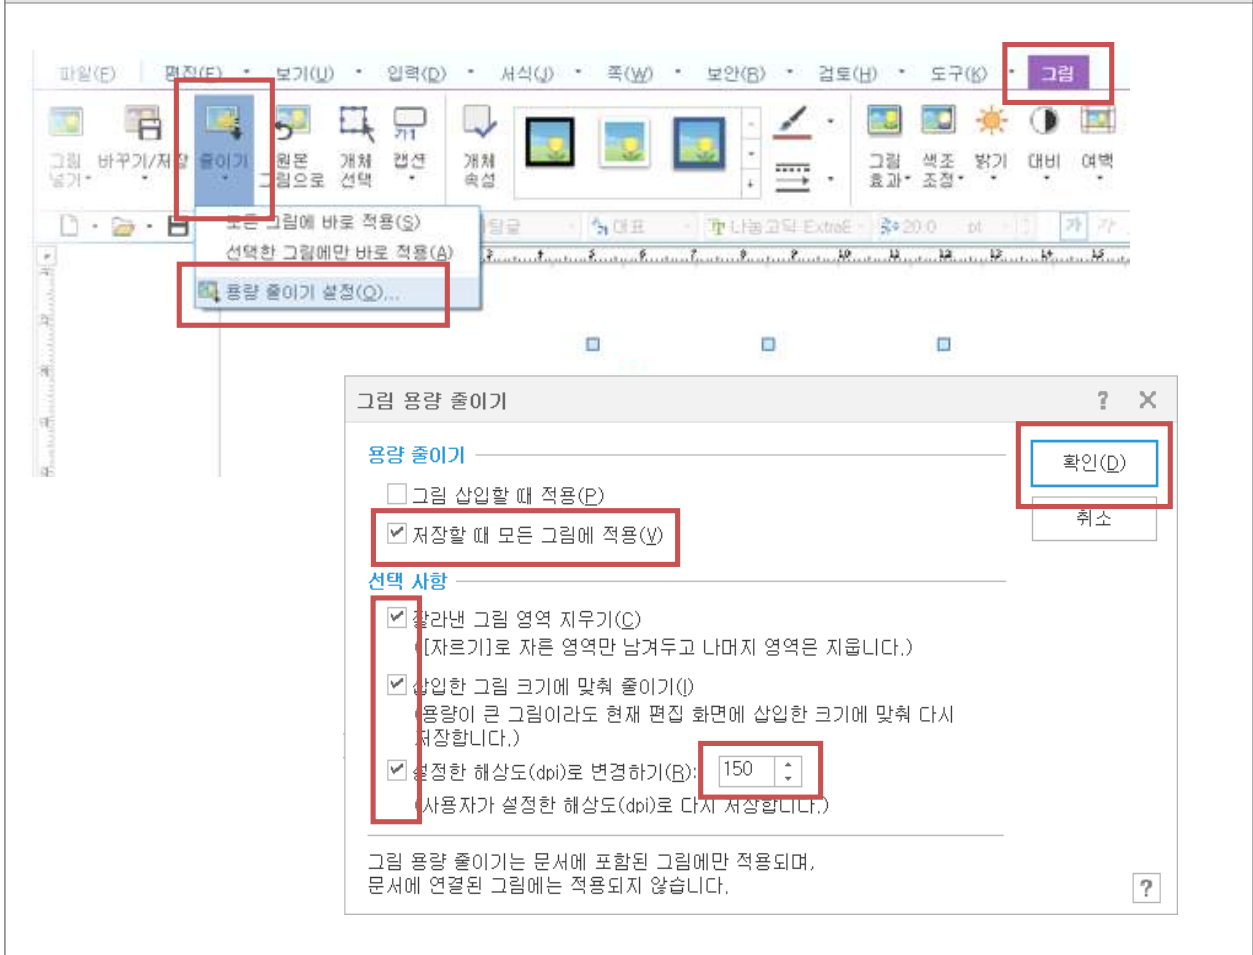 파일(F) 편집(E) 보기(U) 입력(D) 서식(J) 쪽(W) 보안(B) 검토(H) 도구(K) 그림
그림 넣기 바꾸기/저장 줄이기 원본 그림으로 개체 선택 캡션 개체 속성 그림 효과 색조 조정 밝기 대비 여백
모든 그림에 바로 적용(S)
대표 나눔고딕 ExtraB 20.0 pt 가 가
선택한 그림에만 바로 적용(A)
용량 줄이기 설정(O)...
그림 용량 줄이기
용량 줄이기
확인(D)
그림 삽입할 때 적용(P)
취소
저장할 때 모든 그림에 적용(V)
선택 사항
잘라낸 그림 영역 지우기(C)
([자르기]로 자른 영역만 남겨두고 나머지 영역은 지웁니다.)
삽입한 그림 크기에 맞춰 줄이기(I)
(용량이 큰 그림이라도 현재 편집 화면에 삽입한 크기에 맞춰 다시
저장합니다.)
설정한 해상도(dpi)로 변경하기(R): 150
(사용자가 설정한 해상도(dpi)로 다시 저장합니다.)
그림 용량 줄이기는 문서에 포함된 그림에만 적용되며,
문서에 연결된 그림에는 적용되지 않습니다.